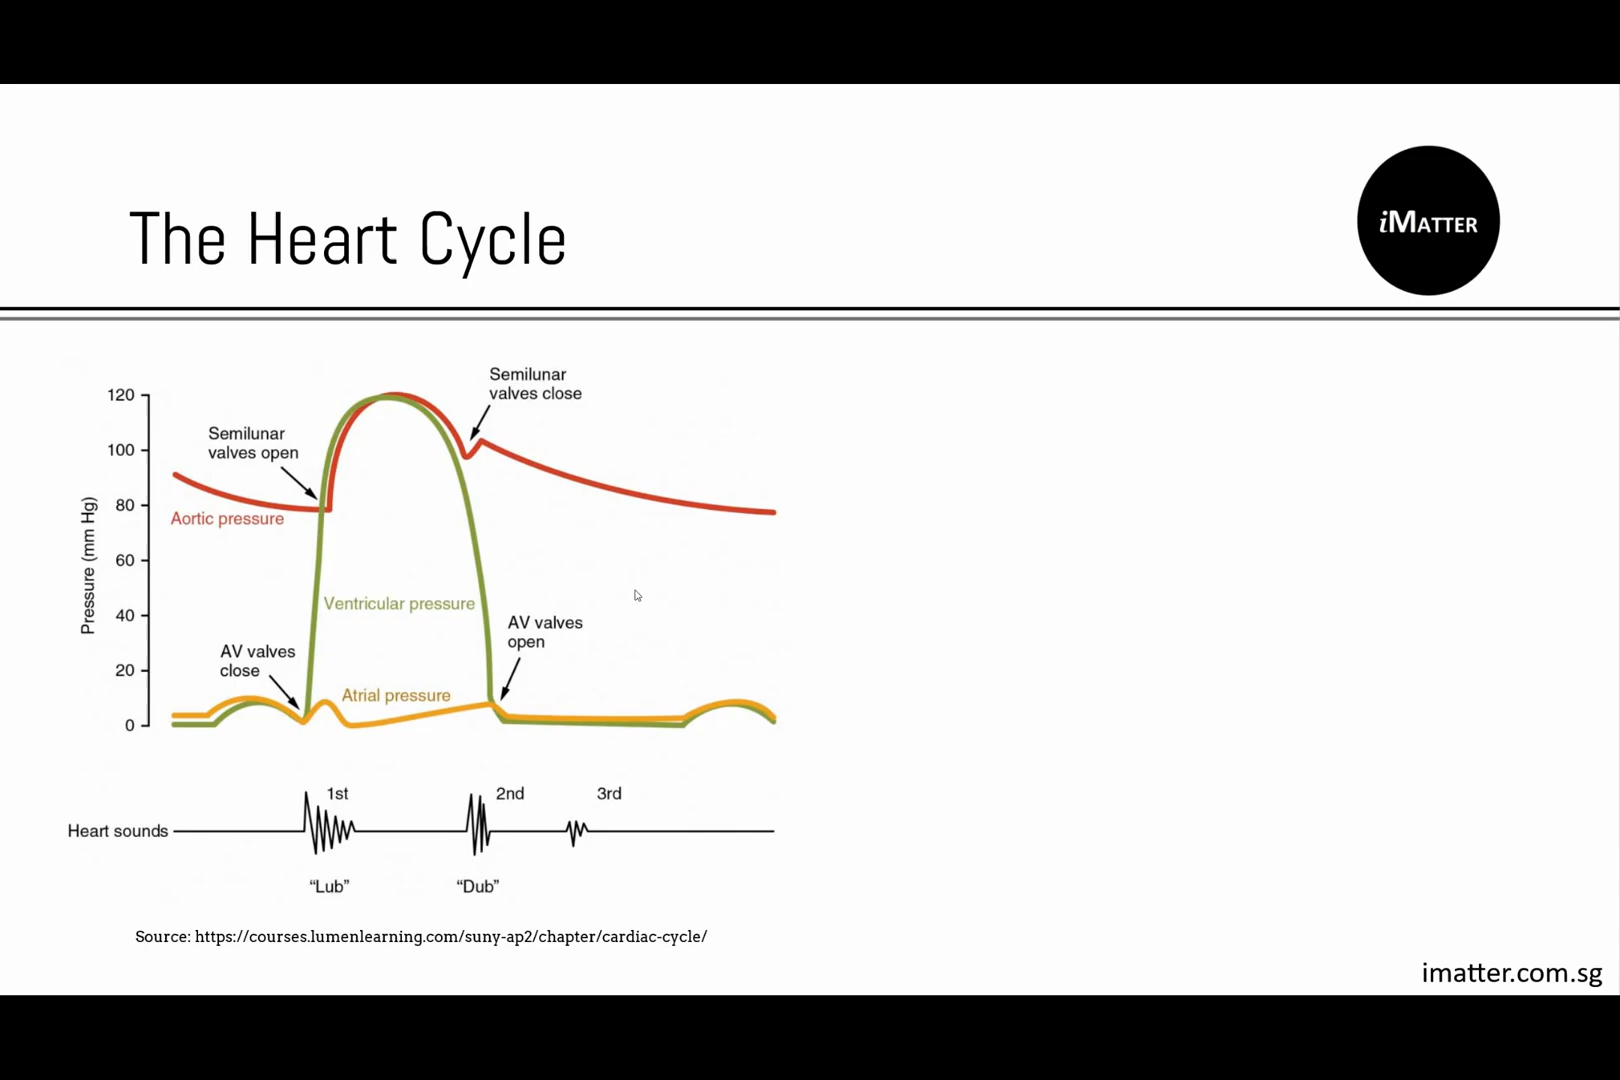 The Heart Cycle
iMATTER
Semilunar
valves close
Semilunar
valves open
Aortic pressure
Ventricular pressure
AV valves
open
AV valves
close
Atrial pressure
Pressure (mm Hg)
120
100
80
60
40
20
0
1st
2nd
3rd
Heart sounds
“Lub”
“Dub”
Source: https://courses.lumenlearning.com/suny-ap2/chapter/cardiac-cycle/
imatter.com.sg